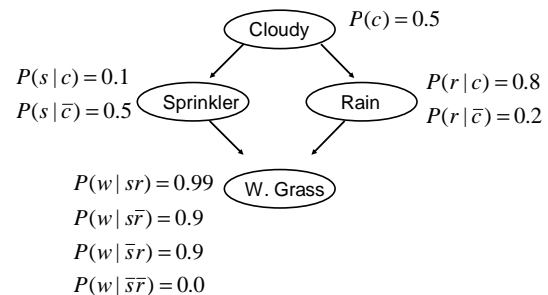 Cloudy
P(c) = 0.5
P(s | c) = 0.1
P(s | c̅) = 0.5
Sprinkler
Rain
P(r | c) = 0.8
P(r | c̅) = 0.2
P(w | sr) = 0.99
P(w | sr̅) = 0.9
P(w | s̅r) = 0.9
P(w | s̅r̅) = 0.0
W. Grass